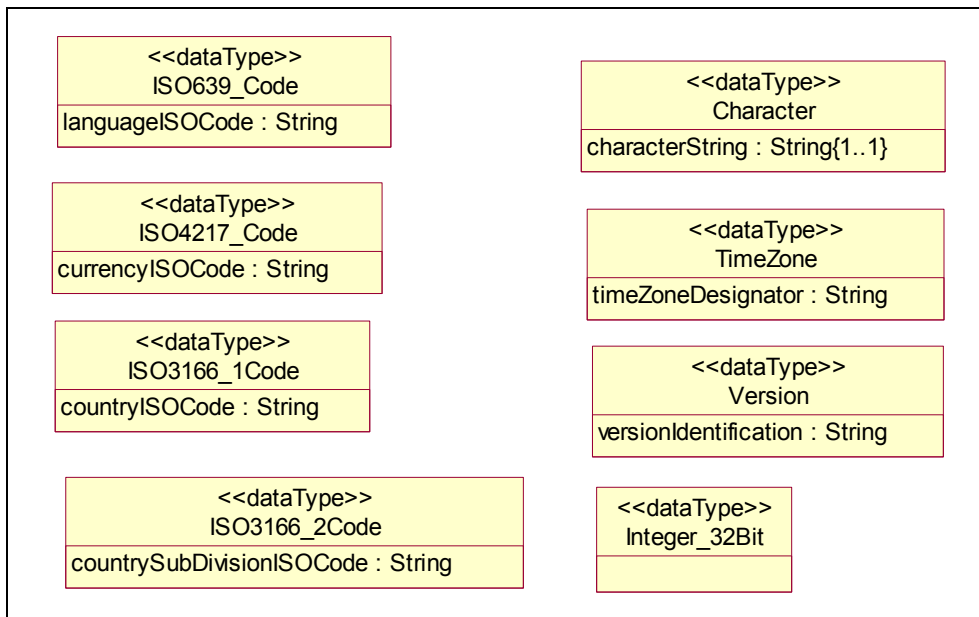 <<dataType>>
ISO639_Code
languageISOCode : String
<<dataType>>
ISO4217_Code
currencyISOCode : String
<<dataType>>
ISO3166_1Code
countryISOCode : String
<<dataType>>
ISO3166_2Code
countrySubDivisionISOCode : String
<<dataType>>
Character
characterString : String{1..1}
<<dataType>>
TimeZone
timeZoneDesignator : String
<<dataType>>
Version
versionIdentification : String
<<dataType>>
Integer_32Bit